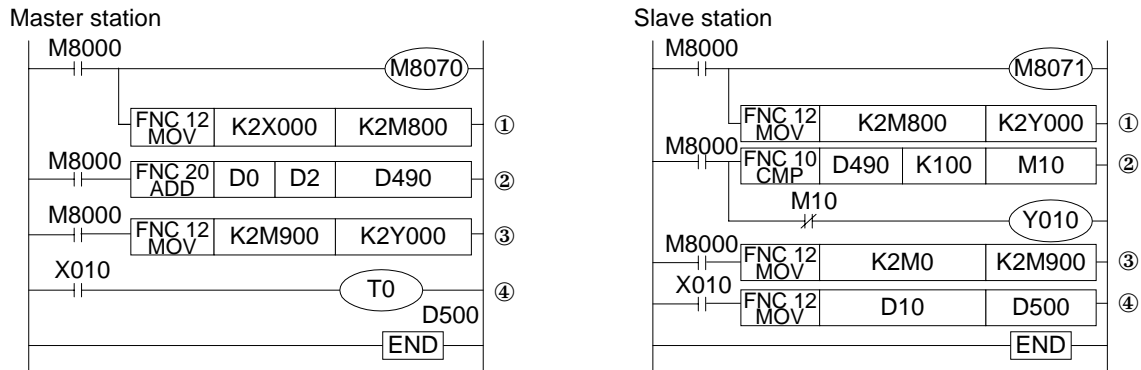 Master station
M8000
M8070
FNC 12
MOV
K2X000
K2M800
①
M8000
FNC 20
ADD
D0
D2
D490
②
M8000
FNC 12
MOV
K2M900
K2Y000
③
X010
T0
④
D500
END
Slave station
M8000
M8071
FNC 12
MOV
K2M800
K2Y000
①
M8000
FNC 10
CMP
D490
K100
M10
②
M10
Y010
M8000
FNC 12
MOV
K2M0
K2M900
③
X010
FNC 12
MOV
D10
D500
④
END